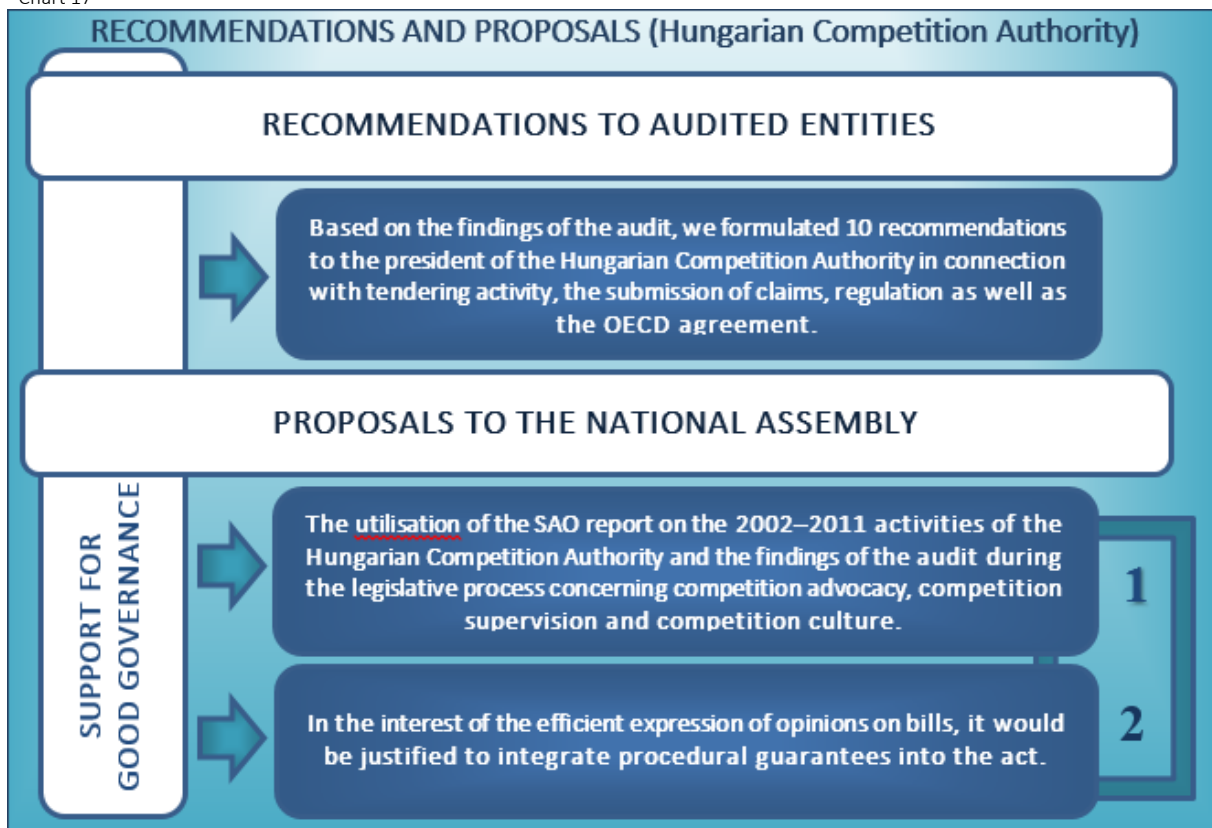 Chart 17
RECOMMENDATIONS AND PROPOSALS (Hungarian Competition Authority)
RECOMMENDATIONS TO AUDITED ENTITIES
Based on the findings of the audit, we formulated 10 recommendations
to the president of the Hungarian Competition Authority in connection
with tendering activity, the submission of claims, regulation as well as
the OECD agreement.
PROPOSALS TO THE NATIONAL ASSEMBLY
SUPPORT FOR
GOOD GOVERNANCE
The utilisation of the SAO report on the 2002–2011 activities of the
Hungarian Competition Authority and the findings of the audit during
the legislative process concerning competition advocacy, competition
supervision and competition culture.
1
In the interest of the efficient expression of opinions on bills, it would
be justified to integrate procedural guarantees into the act.
2